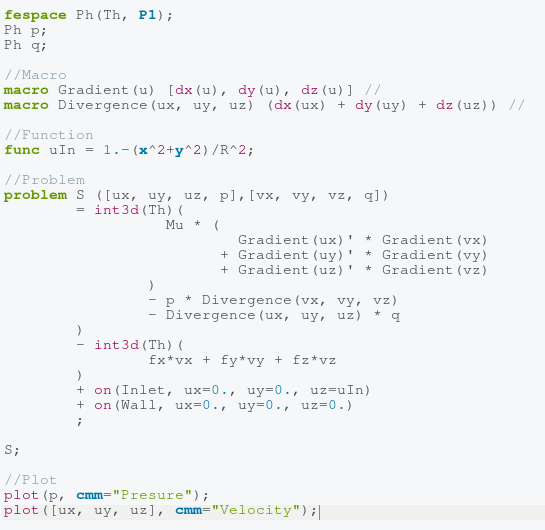 fespace Ph(Th, P1);
Ph p;
Ph q;

//Macro
macro Gradient(u) [dx(u), dy(u), dz(u)] //
macro Divergence(ux, uy, uz) (dx(ux) + dy(uy) + dz(uz)) //

//Function
func uIn = 1.-(x^2+y^2)/R^2;

//Problem
problem S ([ux, uy, uz, p],[vx, vy, vz, q])
        = int3d(Th)(
                  Mu * (
                          Gradient(ux)' * Gradient(vx)
                        + Gradient(uy)' * Gradient(vy)
                        + Gradient(uz)' * Gradient(vz)
                )
                - p * Divergence(vx, vy, vz)
                - Divergence(ux, uy, uz) * q
        )
        - int3d(Th)(
                fx*vx + fy*vy + fz*vz
        )
        + on(Inlet, ux=0., uy=0., uz=uIn)
        + on(Wall, ux=0., uy=0., uz=0.)
        ;

S;

//Plot
plot(p, cmm="Presure");
plot([ux, uy, uz], cmm="Velocity");